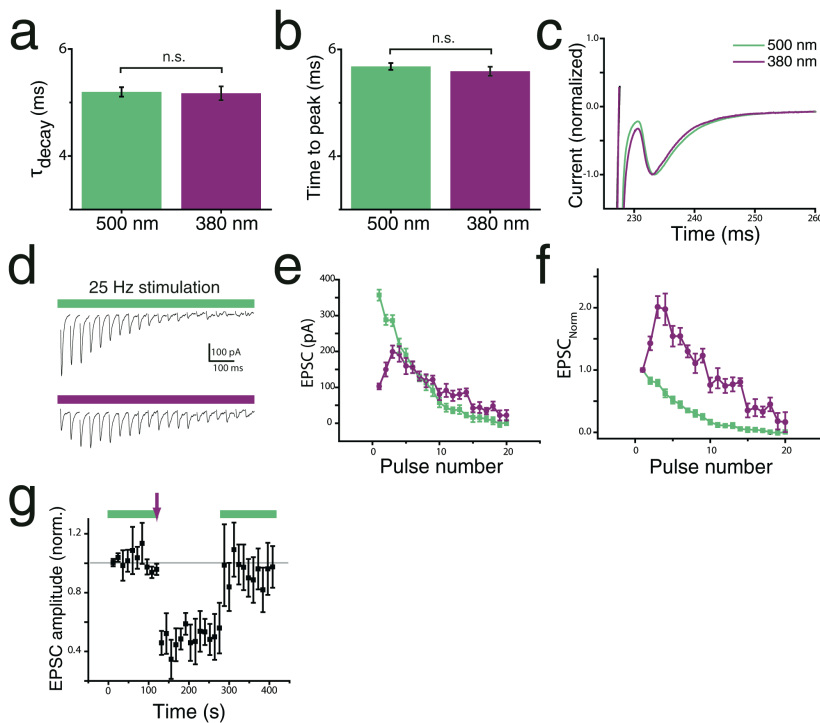 a
6
4
τdecay (ms)
n.s.
500 nm
380 nm
b
6
4
Time to peak (ms)
n.s.
500 nm
380 nm
c
500 nm
380 nm
1.0
0.0
-1.0
Current (normalized)
230
240
250
260
Time (ms)
d
25 Hz stimulation
100 pA
100 ms
e
400
300
200
100
0
EPSC (pA)
0
10
20
Pulse number
f
2.0
1.0
0.0
EPSCNorm
0
10
20
Pulse number
g
1.2
0.8
0.4
EPSC amplitude (norm.)
0
100
200
300
400
Time (s)